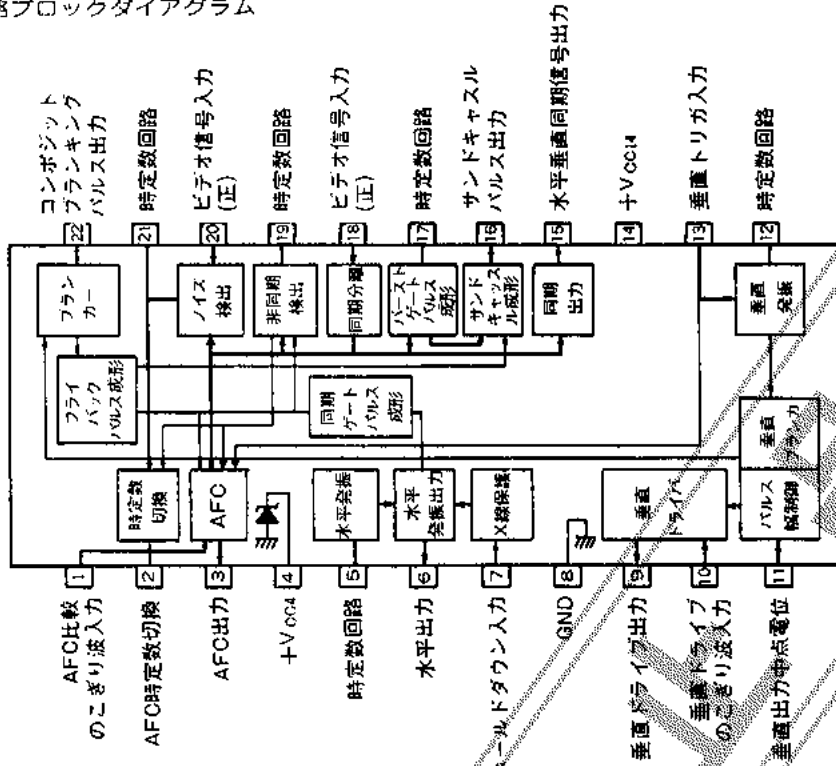 ブロックダイアグラム
コンポジット
ブランキング
パルス出力
時定数回路
ビデオ信号入力
(正)
時定数回路
ビデオ信号入力
(正)
時定数回路
サンドキャスル
パルス出力
水平垂直同期信号出力
+Vcc14
垂直トリガ入力
時定数回路
22
21
20
19
18
17
16
15
14
13
12
ブラン
カー
ノイズ
検出
非同期
検出
同期分離
バースト
ゲート
パルス
成形
サンド
キャッス
ル成形
同期
出力
垂直
発振
フライ
バック
パルス成形
同期
ゲート
パルス
成形
垂直
ブランカ
時定数
切換
AFC
水平発振
水平
発振出力
X線保護
垂直
ドライバ
パルス
幅制御
1
2
3
4
5
6
7
8
9
10
11
AFC比較
のこぎり波入力
AFC時定数切換
AFC出力
+Vcc4
時定数回路
水平出力
ールドダウン入力
GND
垂直ドライブ出力
垂直ドライブ
のこぎり波入力
垂直出力中点電位